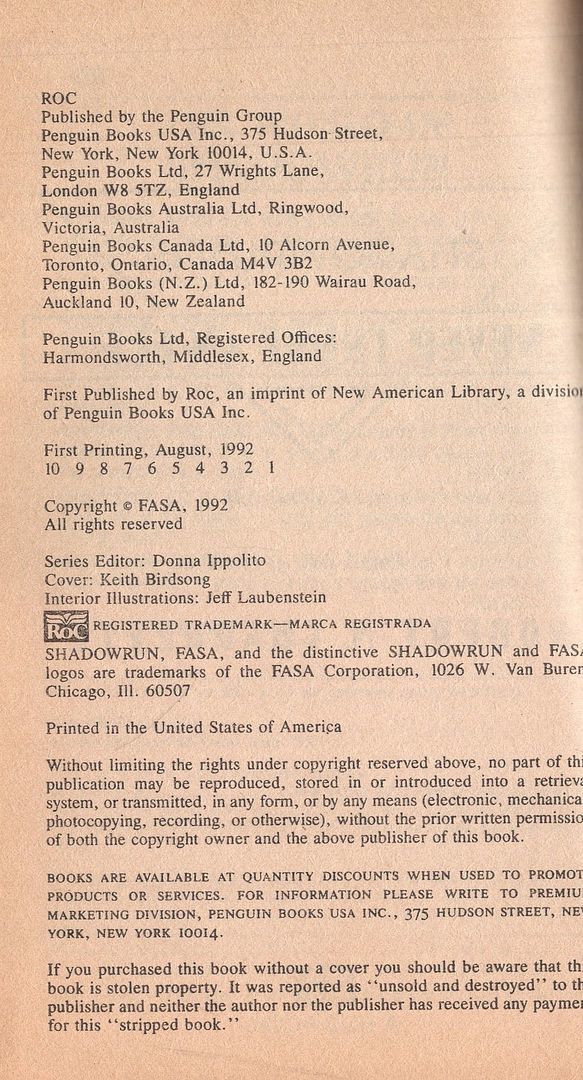 ROC
Published by the Penguin Group
Penguin Books USA Inc., 375 Hudson Street,
New York, New York 10014, U.S.A.
Penguin Books Ltd, 27 Wrights Lane,
London W8 5TZ, England
Penguin Books Australia Ltd, Ringwood,
Victoria, Australia
Penguin Books Canada Ltd, 10 Alcorn Avenue,
Toronto, Ontario, Canada M4V 3B2
Penguin Books (N.Z.) Ltd, 182-190 Wairau Road,
Auckland 10, New Zealand
Penguin Books Ltd, Registered Offices:
Harmondsworth, Middlesex, England
First Published by Roc, an imprint of New American Library, a division
of Penguin Books USA Inc.
First Printing, August, 1992
10 9 8 7 6 5 4 3 2 1
Copyright © FASA, 1992
All rights reserved
Series Editor: Donna Ippolito
Cover: Keith Birdsong
Interior Illustrations: Jeff Laubenstein
ROC REGISTERED TRADEMARK—MARCA REGISTRADA
SHADOWRUN, FASA, and the distinctive SHADOWRUN and FASA
logos are trademarks of the FASA Corporation, 1026 W. Van Buren
Chicago, Ill. 60507
Printed in the United States of America
Without limiting the rights under copyright reserved above, no part of thi
publication may be reproduced, stored in or introduced into a retrieva
system, or transmitted, in any form, or by any means (electronic, mechanica
photocopying, recording, or otherwise), without the prior written permissio
of both the copyright owner and the above publisher of this book.
BOOKS ARE AVAILABLE AT QUANTITY DISCOUNTS WHEN USED TO PROMOT
PRODUCTS OR SERVICES. FOR INFORMATION PLEASE WRITE TO PREMIU
MARKETING DIVISION, PENGUIN BOOKS USA INC., 375 HUDSON STREET, NEW
YORK, NEW YORK 10014.
If you purchased this book without a cover you should be aware that th
book is stolen property. It was reported as "unsold and destroyed" to th
publisher and neither the author nor the publisher has received any paymen
for this "stripped book."